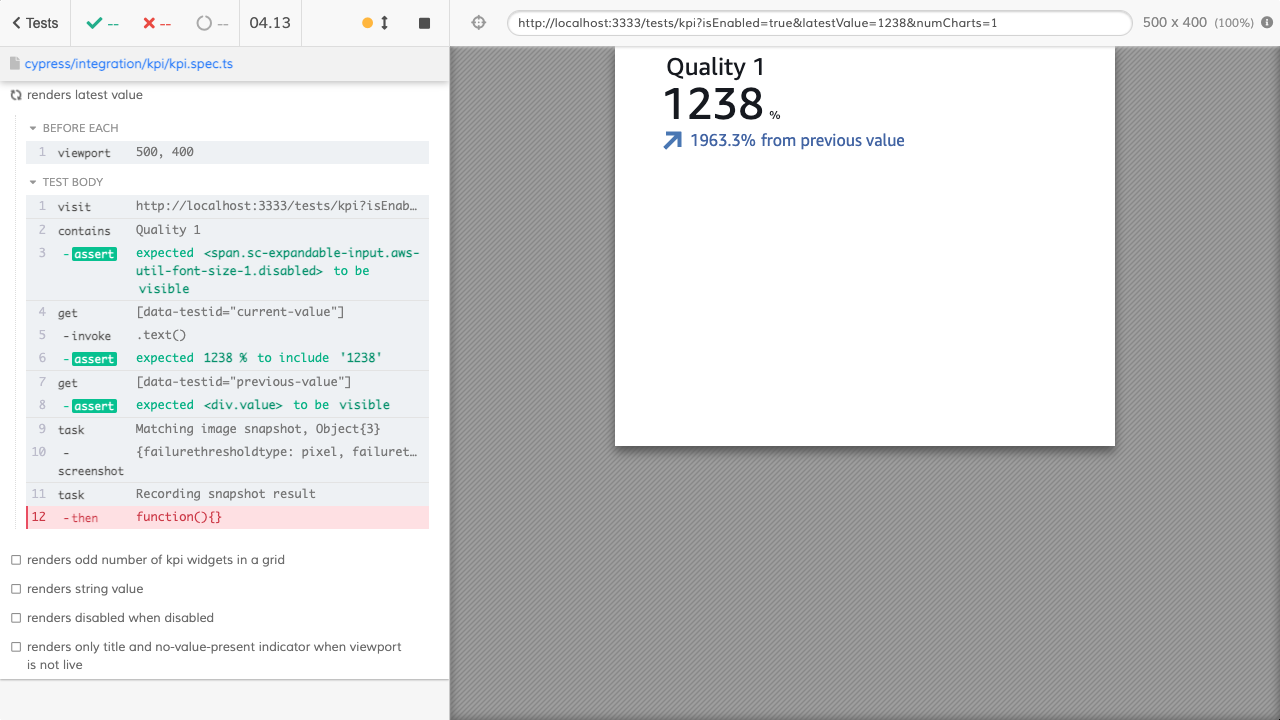 Tests
--
--
--
04.13
http://localhost:3333/tests/kpi?isEnabled=true&latestValue=1238&numCharts=1
500 x 400 (100%)
cypress/integration/kpi/kpi.spec.ts
renders latest value
BEFORE EACH
1 viewport 500, 400
TEST BODY
1 visit http://localhost:3333/tests/kpi?isEnab…
2 contains Quality 1
3 -assert expected <span.sc-expandable-input.aws-
util-font-size-1.disabled> to be
visible
4 get [data-testid="current-value"]
5 -invoke .text()
6 -assert expected 1238 % to include '1238'
7 get [data-testid="previous-value"]
8 -assert expected <div.value> to be visible
9 task Matching image snapshot, Object{3}
10 - {failurethresholdtype: pixel, failuret…
screenshot
11 task Recording snapshot result
12 -then function(){}
renders odd number of kpi widgets in a grid
renders string value
renders disabled when disabled
renders only title and no-value-present indicator when viewport
is not live
Quality 1
1238 %
1963.3% from previous value